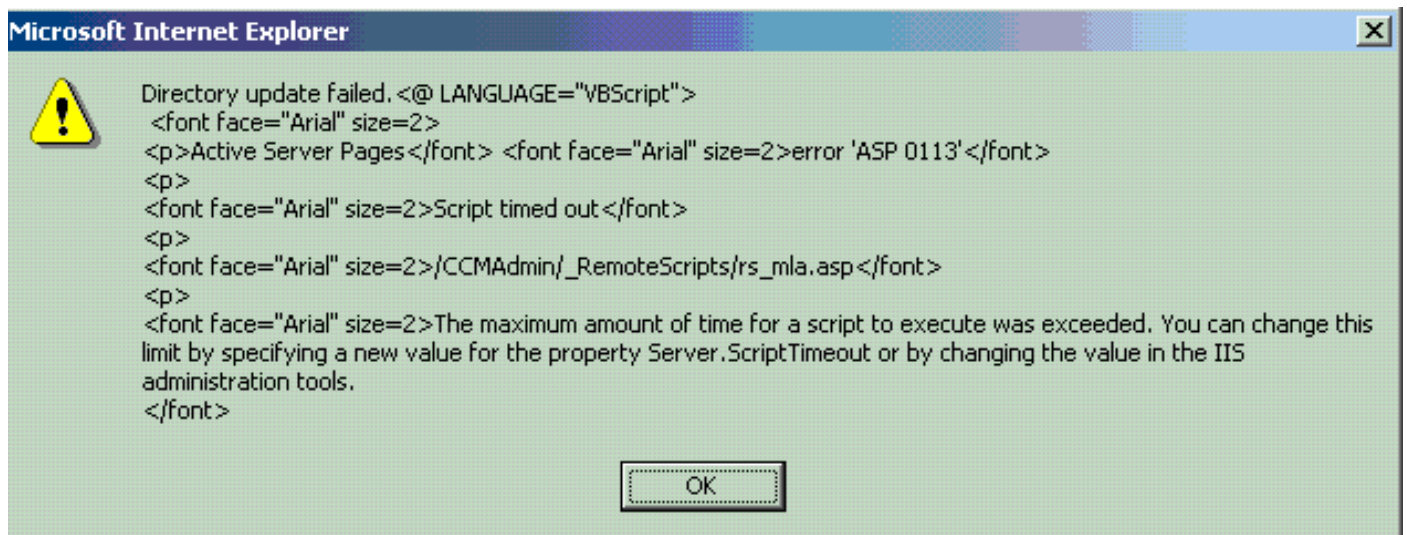 Microsoft Internet Explorer
Directory update failed.<@ LANGUAGE="VBScript">
<font face="Arial" size=2>
<p>Active Server Pages</font> <font face="Arial" size=2>error 'ASP 0113'</font>
<p>
<font face="Arial" size=2>Script timed out</font>
<p>
<font face="Arial" size=2>/CCMAdmin/_RemoteScripts/rs_mla.asp</font>
<p>
<font face="Arial" size=2>The maximum amount of time for a script to execute was exceeded. You can change this
limit by specifying a new value for the property Server.ScriptTimeout or by changing the value in the IIS
administration tools.
</font>
OK